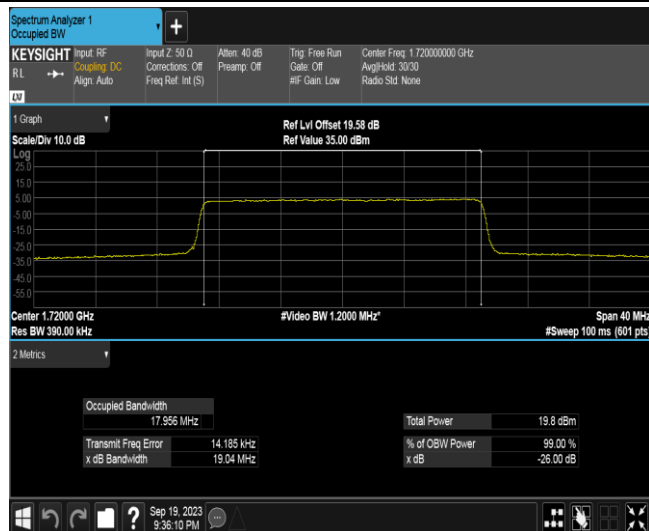 Spectrum Analyzer 1
Occupied BW
+
KEYSIGHT Input: RF Input Z: 50 Ω Atten: 40 dB Trig: Free Run Center Freq: 1.720000000 GHz
RL Coupling: DC Corrections: Off Preamp: Off Gate: Off Avg|Hold: 30/30
Align: Auto Freq Ref: Int (S) #IF Gain: Low Radio Std: None
1 Graph
Ref Lvl Offset 19.58 dB
Scale/Div 10.0 dB Ref Value 35.00 dBm
Log
25.0
15.0
5.00
-5.00
-15.0
-25.0
-35.0
-45.0
-55.0
Center 1.72000 GHz #Video BW 1.2000 MHz* Span 40 MHz
Res BW 390.00 kHz #Sweep 100 ms (601 pts)
2 Metrics
Occupied Bandwidth
17.956 MHz Total Power 19.8 dBm
Transmit Freq Error 14.185 kHz % of OBW Power 99.00 %
x dB Bandwidth 19.04 MHz x dB -26.00 dB
? Sep 19, 2023
9:36:10 PM